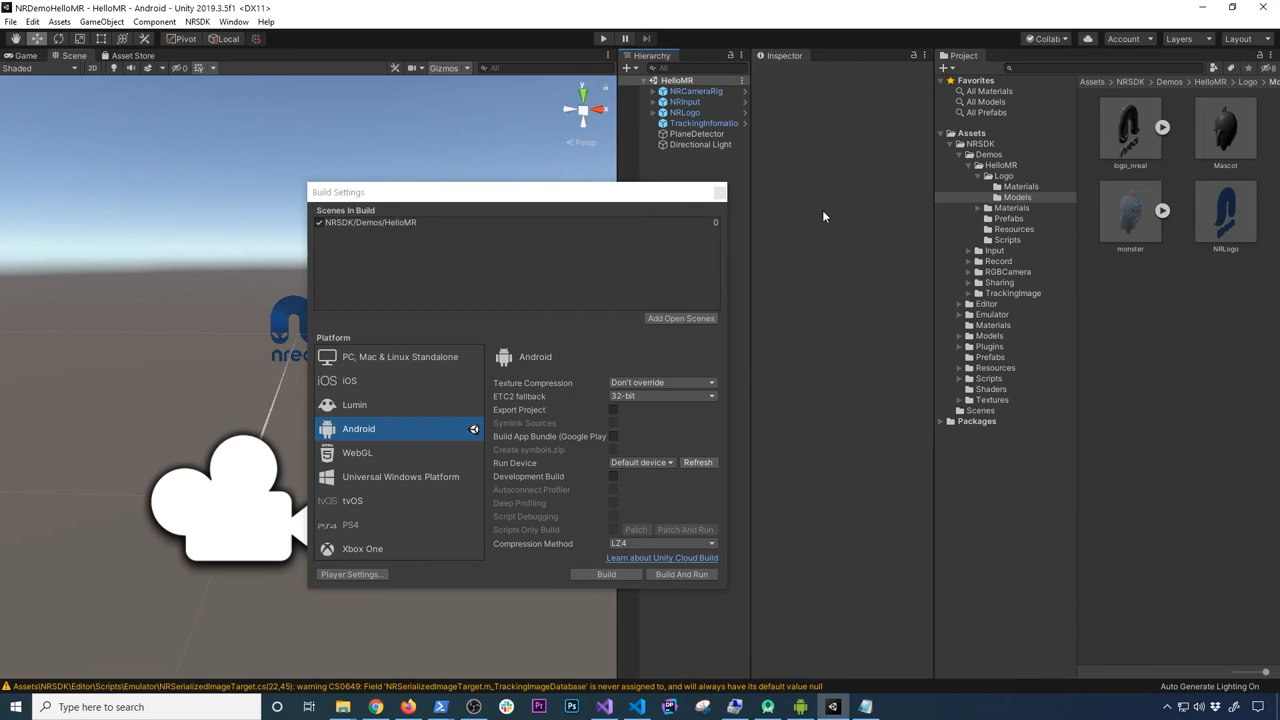 NRDemoHelloMR - HelloMR - Android - Unity 2019.3.5f1 <DX11>
File Edit Assets GameObject Component NRSDK Window Help
Pivot Local Collab Account Layers Layout
Game Scene Asset Store
Shaded 2D 0 Gizmos All
Hierarchy
All
HelloMR
NRCameraRig
NRInput
NRLogo
TrackingInfomatio
PlaneDetector
Directional Light
Inspector
Project
8
Favorites
All Materials
All Models
All Prefabs
Assets
NRSDK
Demos
HelloMR
Logo
Materials
Models
Materials
Prefabs
Resources
Scripts
Input
Record
RGBCamera
Sharing
TrackingImage
Editor
Emulator
Materials
Models
Plugins
Prefabs
Resources
Scripts
Shaders
Textures
Scenes
Packages
Assets NRSDK Demos HelloMR Logo Mo
logo_nreal
Mascot
monster
NRLogo
Persp
Build Settings
Scenes In Build
NRSDK/Demos/HelloMR 0
Add Open Scenes
Platform
PC, Mac & Linux Standalone
iOS iOS
Lumin
Android
WebGL
Universal Windows Platform
tvOS tvOS
PS4
Xbox One
Android
Texture Compression Don't override
ETC2 fallback 32-bit
Export Project
Symlink Sources
Build App Bundle (Google Play
Create symbols.zip
Run Device Default device Refresh
Development Build
Autoconnect Profiler
Deep Profiling
Script Debugging
Scripts Only Build Patch Patch And Run
Compression Method LZ4
Learn about Unity Cloud Build
Player Settings... Build Build And Run
Assets\NRSDK\Editor\Scripts\Emulator\NRSerializedImageTarget.cs(22,45): warning CS0649: Field 'NRSerializedImageTarget.m_TrackingImageDatabase' is never assigned to, and will always have its default value null
Auto Generate Lighting On
Type here to search
4:54 PM